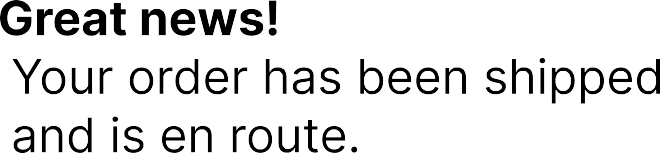 Great news!
Your order has been shipped
and is en route.